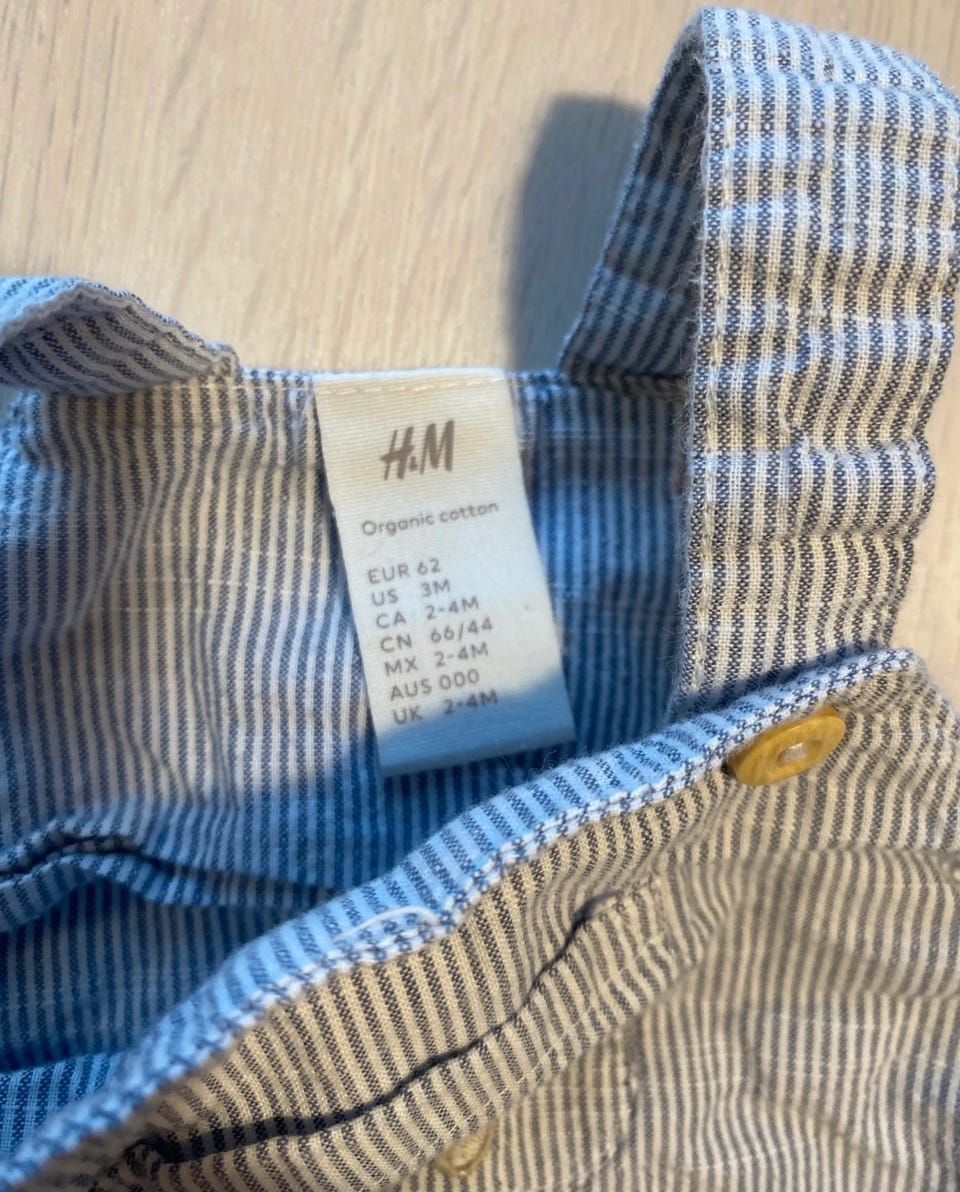 H&M
Organic cotton
EUR 62
US 3M
CA 2-4M
CN 66/44
MX 2-4M
AUS 000
UK 2-4M